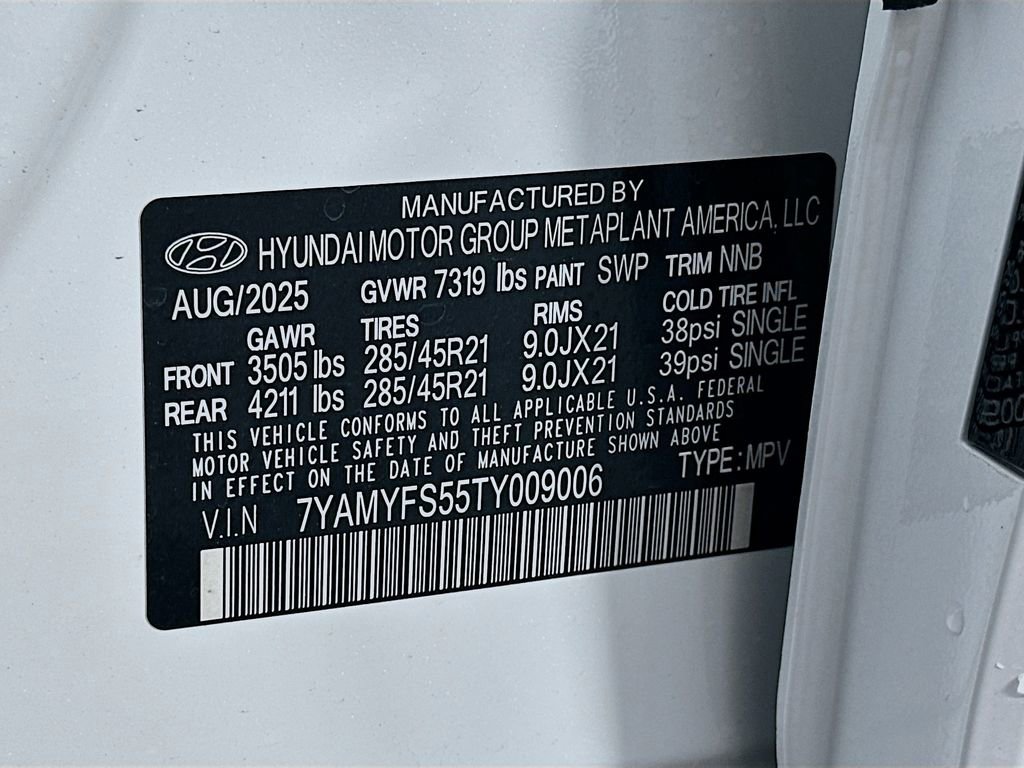 MANUFACTURED BY
HYUNDAI MOTOR GROUP METAPLANT AMERICA, LLC
AUG/2025 GVWR 7319 lbs PAINT SWP TRIM NNB
GAWR TIRES RIMS COLD TIRE INFL
FRONT 3505 lbs 285/45R21 9.0JX21 38psi SINGLE
REAR 4211 lbs 285/45R21 9.0JX21 39psi SINGLE
THIS VEHICLE CONFORMS TO ALL APPLICABLE U.S.A. FEDERAL
MOTOR VEHICLE SAFETY AND THEFT PREVENTION STANDARDS
IN EFFECT ON THE DATE OF MANUFACTURE SHOWN ABOVE
V.I.N 7YAMYFS55TY009006 TYPE:MPV